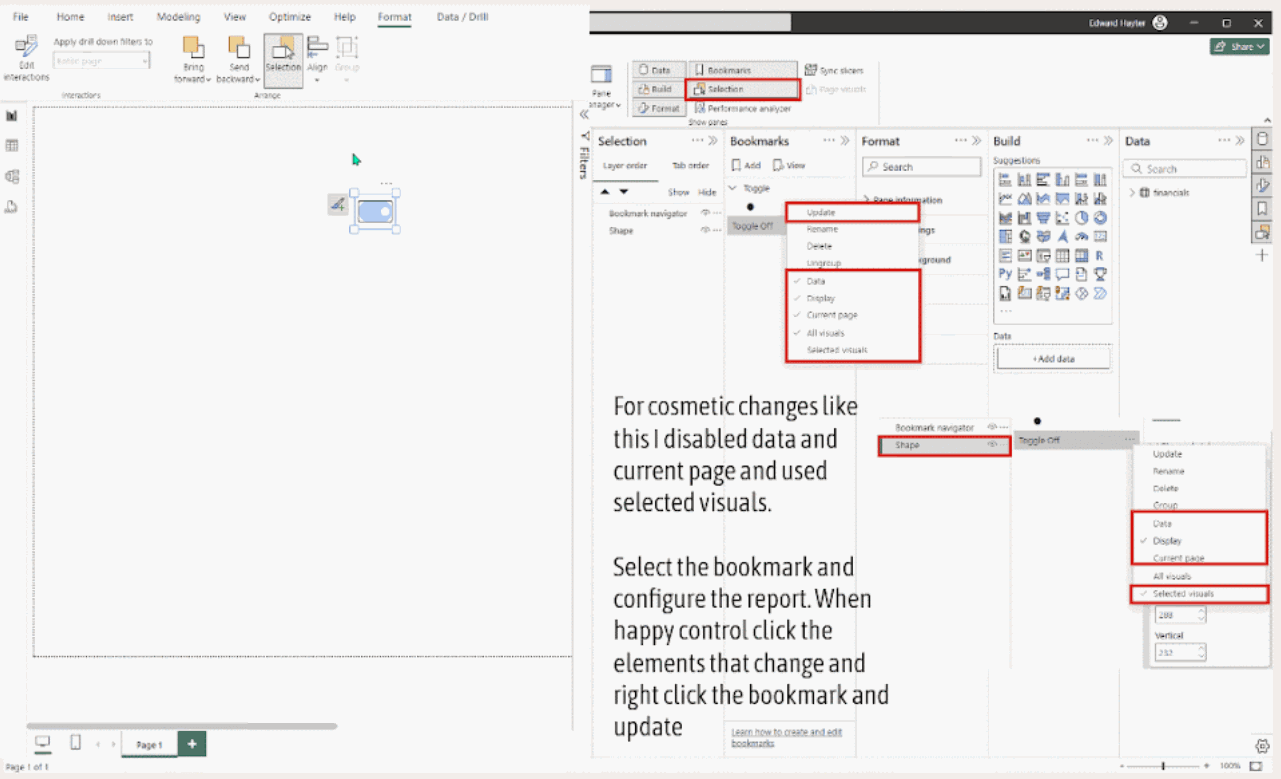 File Home Insert Modeling View Optimize Help Format Data / Drill
Edit interactions
Apply drill down filters to
Entire page
Bring forward
Send backward
Selection
Align
Group
Interactions
Arrange
Edward Hayter
Share
Data
Bookmarks
Sync slicers
Build
Selection
Page visuals
Format
Performance analyzer
Show panes
Filters
Selection
Layer order Tab order
Show Hide
Bookmark navigator
Shape
Bookmarks
Add View
Toggle
Toggle Off
Update
Rename
Delete
Ungroup
Data
Display
Current page
All visuals
Selected visuals
Format
Search
Page information
Build
Suggestions
R
Py
Data
+Add data
Data
Search
financials
For cosmetic changes like
this I disabled data and
current page and used
selected visuals.
Select the bookmark and
configure the report. When
happy control click the
elements that change and
right click the bookmark and
update
Bookmark navigator
Shape
Toggle Off
Update
Rename
Delete
Group
Data
Display
Current page
All visuals
Selected visuals
Vertical
232
Learn how to create and edit
bookmarks
Page 1
Page 1 of 1
100%